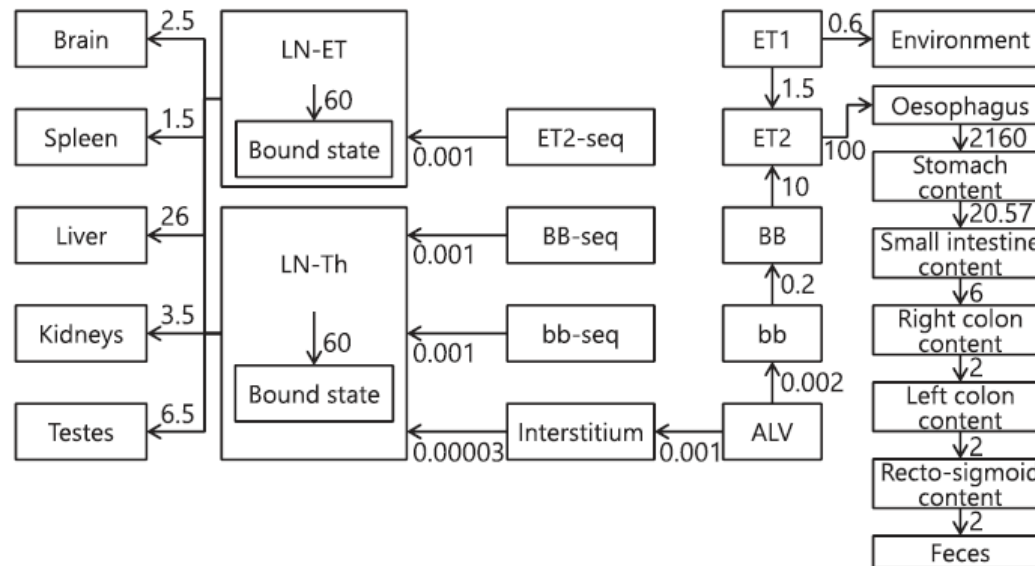 Brain
2.5
Spleen
1.5
Liver
26
Kidneys
3.5
Testes
6.5
LN-ET
60
Bound state
LN-Th
60
Bound state
0.001
ET2-seq
0.001
BB-seq
0.001
bb-seq
0.00003
Interstitium
0.001
ET1
0.6
1.5
ET2
100
10
BB
0.2
bb
0.002
ALV
Environment
Oesophagus
2160
Stomach
content
20.57
Small intestine
content
6
Right colon
content
2
Left colon
content
2
Recto-sigmoid
content
2
Feces